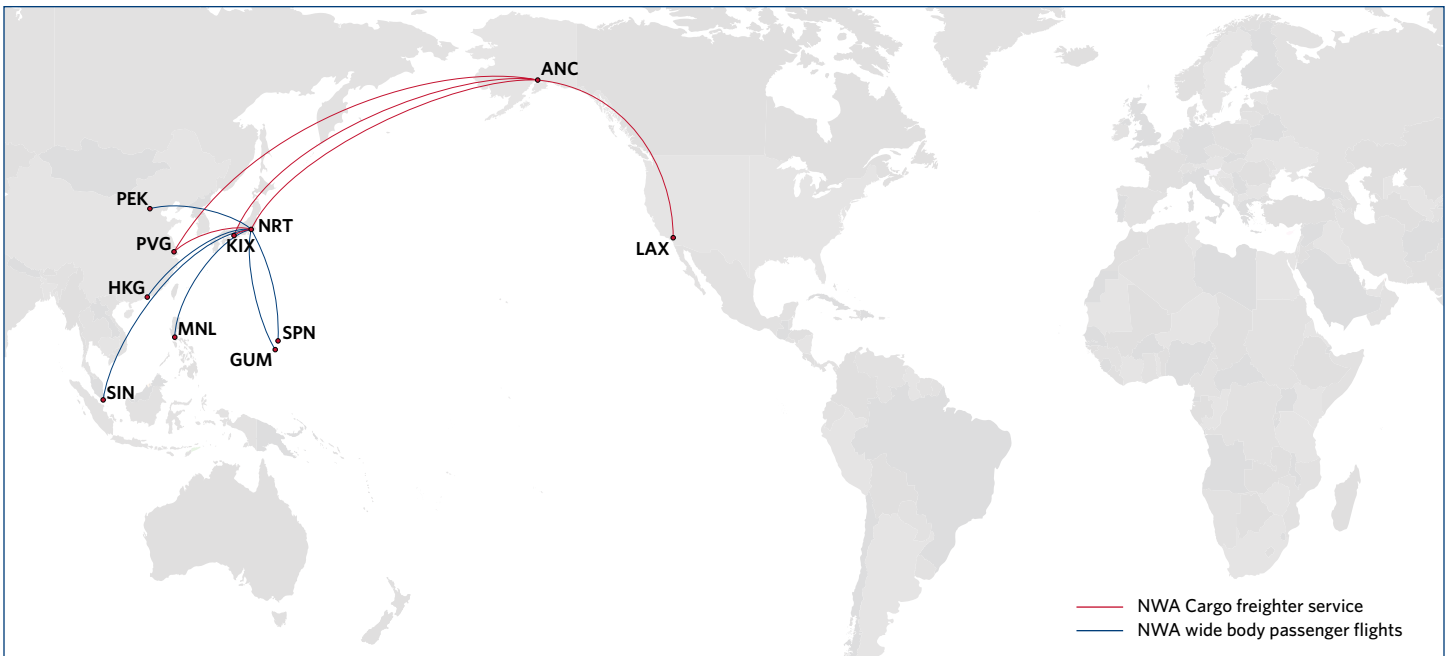 ANC
PEK
NRT
PVG
KIX
LAX
HKG
MNL
SPN
GUM
SIN
NWA Cargo freighter service
NWA wide body passenger flights